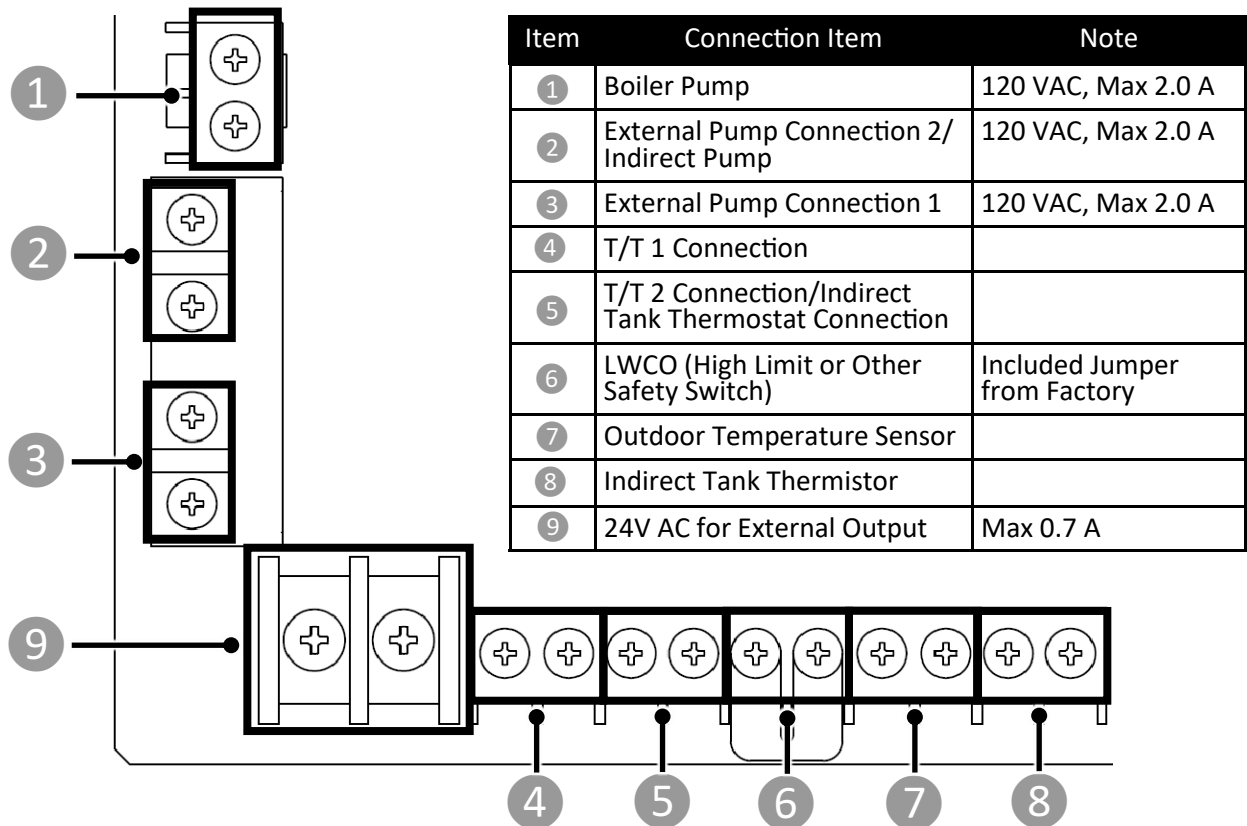 Item Connection Item Note
1 Boiler Pump 120 VAC, Max 2.0 A
2 External Pump Connection 2/ 120 VAC, Max 2.0 A
Indirect Pump
3 External Pump Connection 1 120 VAC, Max 2.0 A
4 T/T 1 Connection
5 T/T 2 Connection/Indirect
Tank Thermostat Connection
6 LWCO (High Limit or Other Included Jumper
Safety Switch) from Factory
7 Outdoor Temperature Sensor
8 Indirect Tank Thermistor
9 24V AC for External Output Max 0.7 A
1
2
3
9
4 5 6 7 8